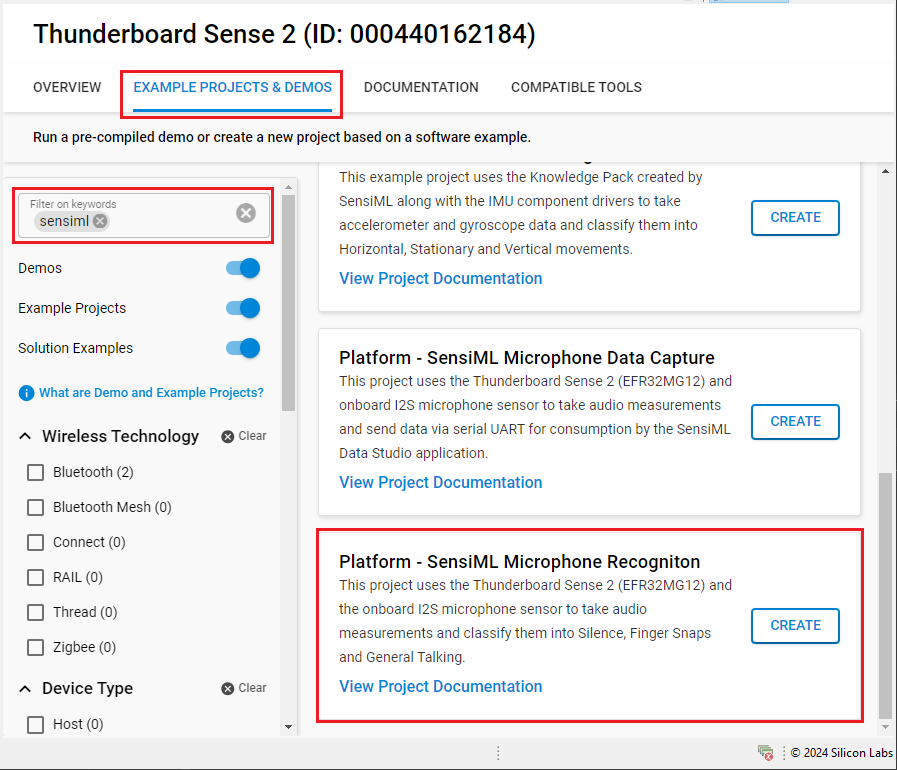 Thunderboard Sense 2 (ID: 000440162184)
OVERVIEW
EXAMPLE PROJECTS & DEMOS
DOCUMENTATION
COMPATIBLE TOOLS
Run a pre-compiled demo or create a new project based on a software example.
Filter on keywords
sensiml
Demos
Example Projects
Solution Examples
What are Demo and Example Projects?
Wireless Technology
Clear
Bluetooth (2)
Bluetooth Mesh (0)
Connect (0)
RAIL (0)
Thread (0)
Zigbee (0)
Device Type
Clear
Host (0)
This example project uses the Knowledge Pack created by
SensiML along with the IMU component drivers to take
accelerometer and gyroscope data and classify them into
Horizontal, Stationary and Vertical movements.
View Project Documentation
CREATE
Platform - SensiML Microphone Data Capture
This project uses the Thunderboard Sense 2 (EFR32MG12) and
onboard I2S microphone sensor to take audio measurements
and send data via serial UART for consumption by the SensiML
Data Studio application.
View Project Documentation
CREATE
Platform - SensiML Microphone Recogniton
This project uses the Thunderboard Sense 2 (EFR32MG12) and
the onboard I2S microphone sensor to take audio
measurements and classify them into Silence, Finger Snaps
and General Talking.
View Project Documentation
CREATE
© 2024 Silicon Labs